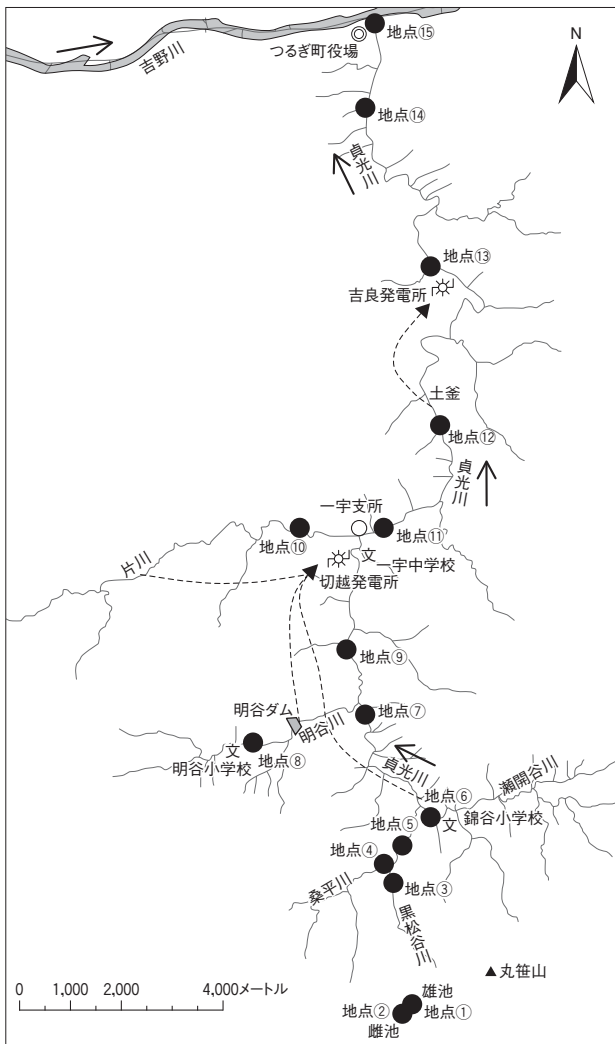 地点⑮
つるぎ町役場
吉野川
N
地点⑭
貞光川
地点⑬
吉良発電所
土釜
地点⑫
貞光川
一宇支所
地点⑩
地点⑪
文
一宇中学校
片川
切越発電所
地点⑨
明谷ダム
地点⑦
明谷川
文
地点⑧
明谷小学校
貞光川
瀬開谷川
地点⑥
文
錦谷小学校
地点⑤
地点④
地点③
桑平川
黒松谷川
丸笹山
0 1,000 2,000 4,000メートル
雄池
地点② 地点①
雌池